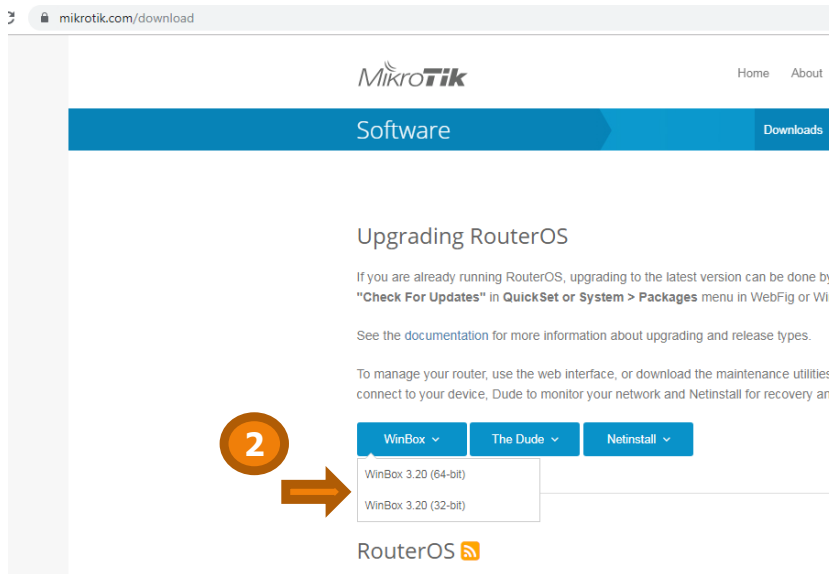 mikrotik.com/download
MikroTik
Home About
Software
Downloads
Upgrading RouterOS
If you are already running RouterOS, upgrading to the latest version can be done by
"Check For Updates" in QuickSet or System > Packages menu in WebFig or Wi
See the documentation for more information about upgrading and release types.
To manage your router, use the web interface, or download the maintenance utilities
connect to your device, Dude to monitor your network and Netinstall for recovery an
2
WinBox The Dude Netinstall
WinBox 3.20 (64-bit)
WinBox 3.20 (32-bit)
RouterOS